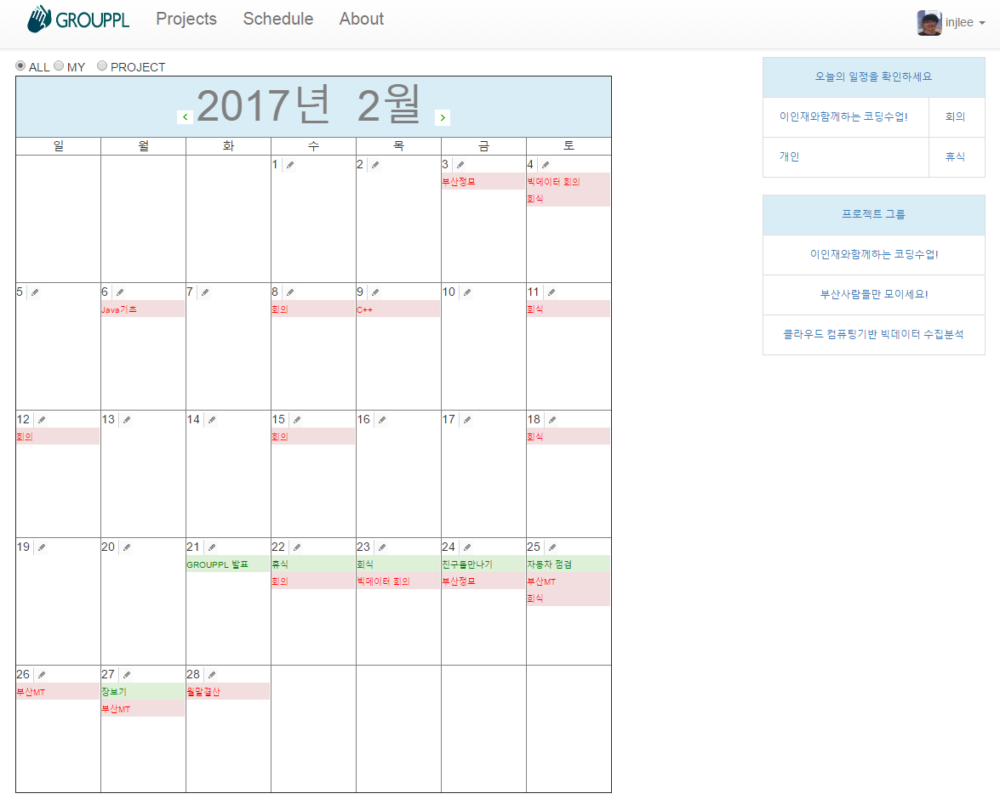 GROUPPL Projects Schedule About injlee
ALL MY PROJECT
2017년 2월
일 월 화 수 목 금 토
1 2 3 4
부산정모 빅데이터 회의
회식
5 6 7 8 9 10 11
Java기초 회의 C++ 회식
12 13 14 15 16 17 18
회의 회의 회식
19 20 21 22 23 24 25
GROUPPL 발표 휴식 회식 친구들만나기 자동차 점검
회의 빅데이터 회의 부산정모 부산MT
회식
26 27 28
부산MT 장보기 월말결산
부산MT
오늘의 일정을 확인하세요
이인재와함께하는 코딩수업! 회의
개인 휴식
프로젝트 그룹
이인재와함께하는 코딩수업!
부산사람들만 모이세요!
클라우드 컴퓨팅기반 빅데이터 수집분석